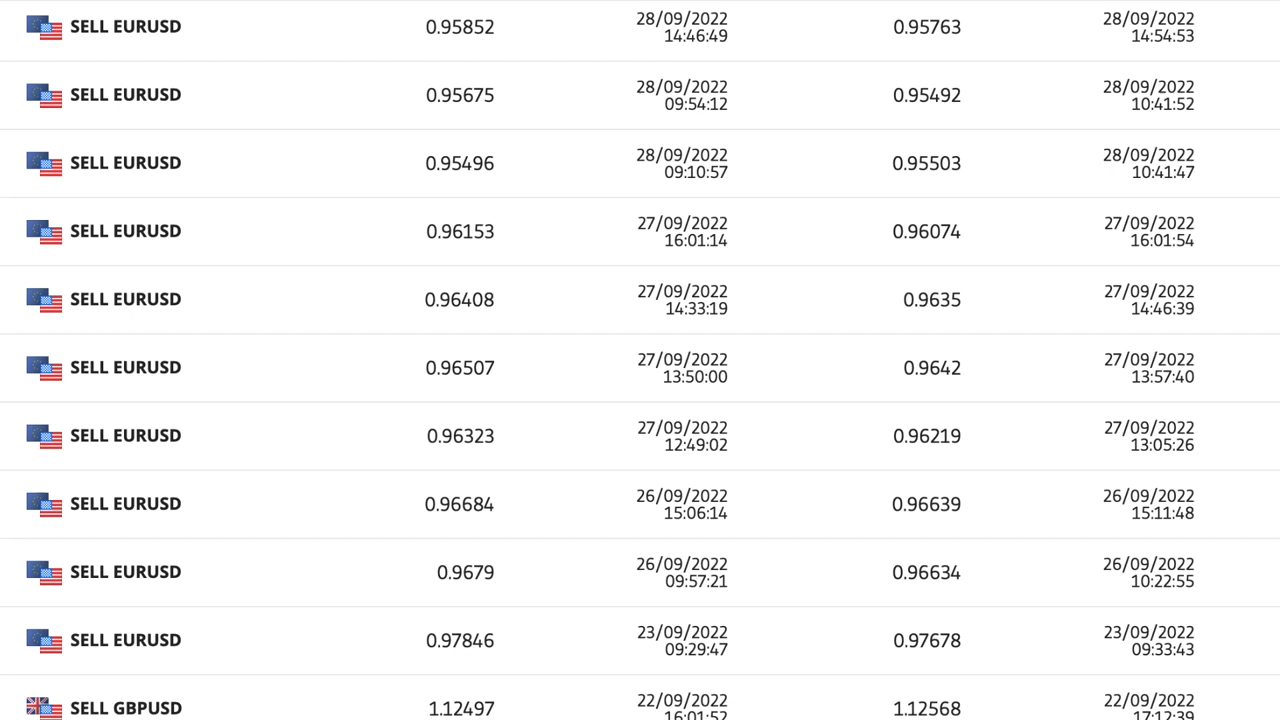 SELL EURUSD 0.95852 28/09/2022 14:46:49 0.95763 28/09/2022 14:54:53
SELL EURUSD 0.95675 28/09/2022 09:54:12 0.95492 28/09/2022 10:41:52
SELL EURUSD 0.95496 28/09/2022 09:10:57 0.95503 28/09/2022 10:41:47
SELL EURUSD 0.96153 27/09/2022 16:01:14 0.96074 27/09/2022 16:01:54
SELL EURUSD 0.96408 27/09/2022 14:33:19 0.9635 27/09/2022 14:46:39
SELL EURUSD 0.96507 27/09/2022 13:50:00 0.9642 27/09/2022 13:57:40
SELL EURUSD 0.96323 27/09/2022 12:49:02 0.96219 27/09/2022 13:05:26
SELL EURUSD 0.96684 26/09/2022 15:06:14 0.96639 26/09/2022 15:11:48
SELL EURUSD 0.9679 26/09/2022 09:57:21 0.96634 26/09/2022 10:22:55
SELL EURUSD 0.97846 23/09/2022 09:29:47 0.97678 23/09/2022 09:33:43
SELL GBPUSD 1.12497 22/09/2022 16:01:52 1.12568 22/09/2022 17:12:39